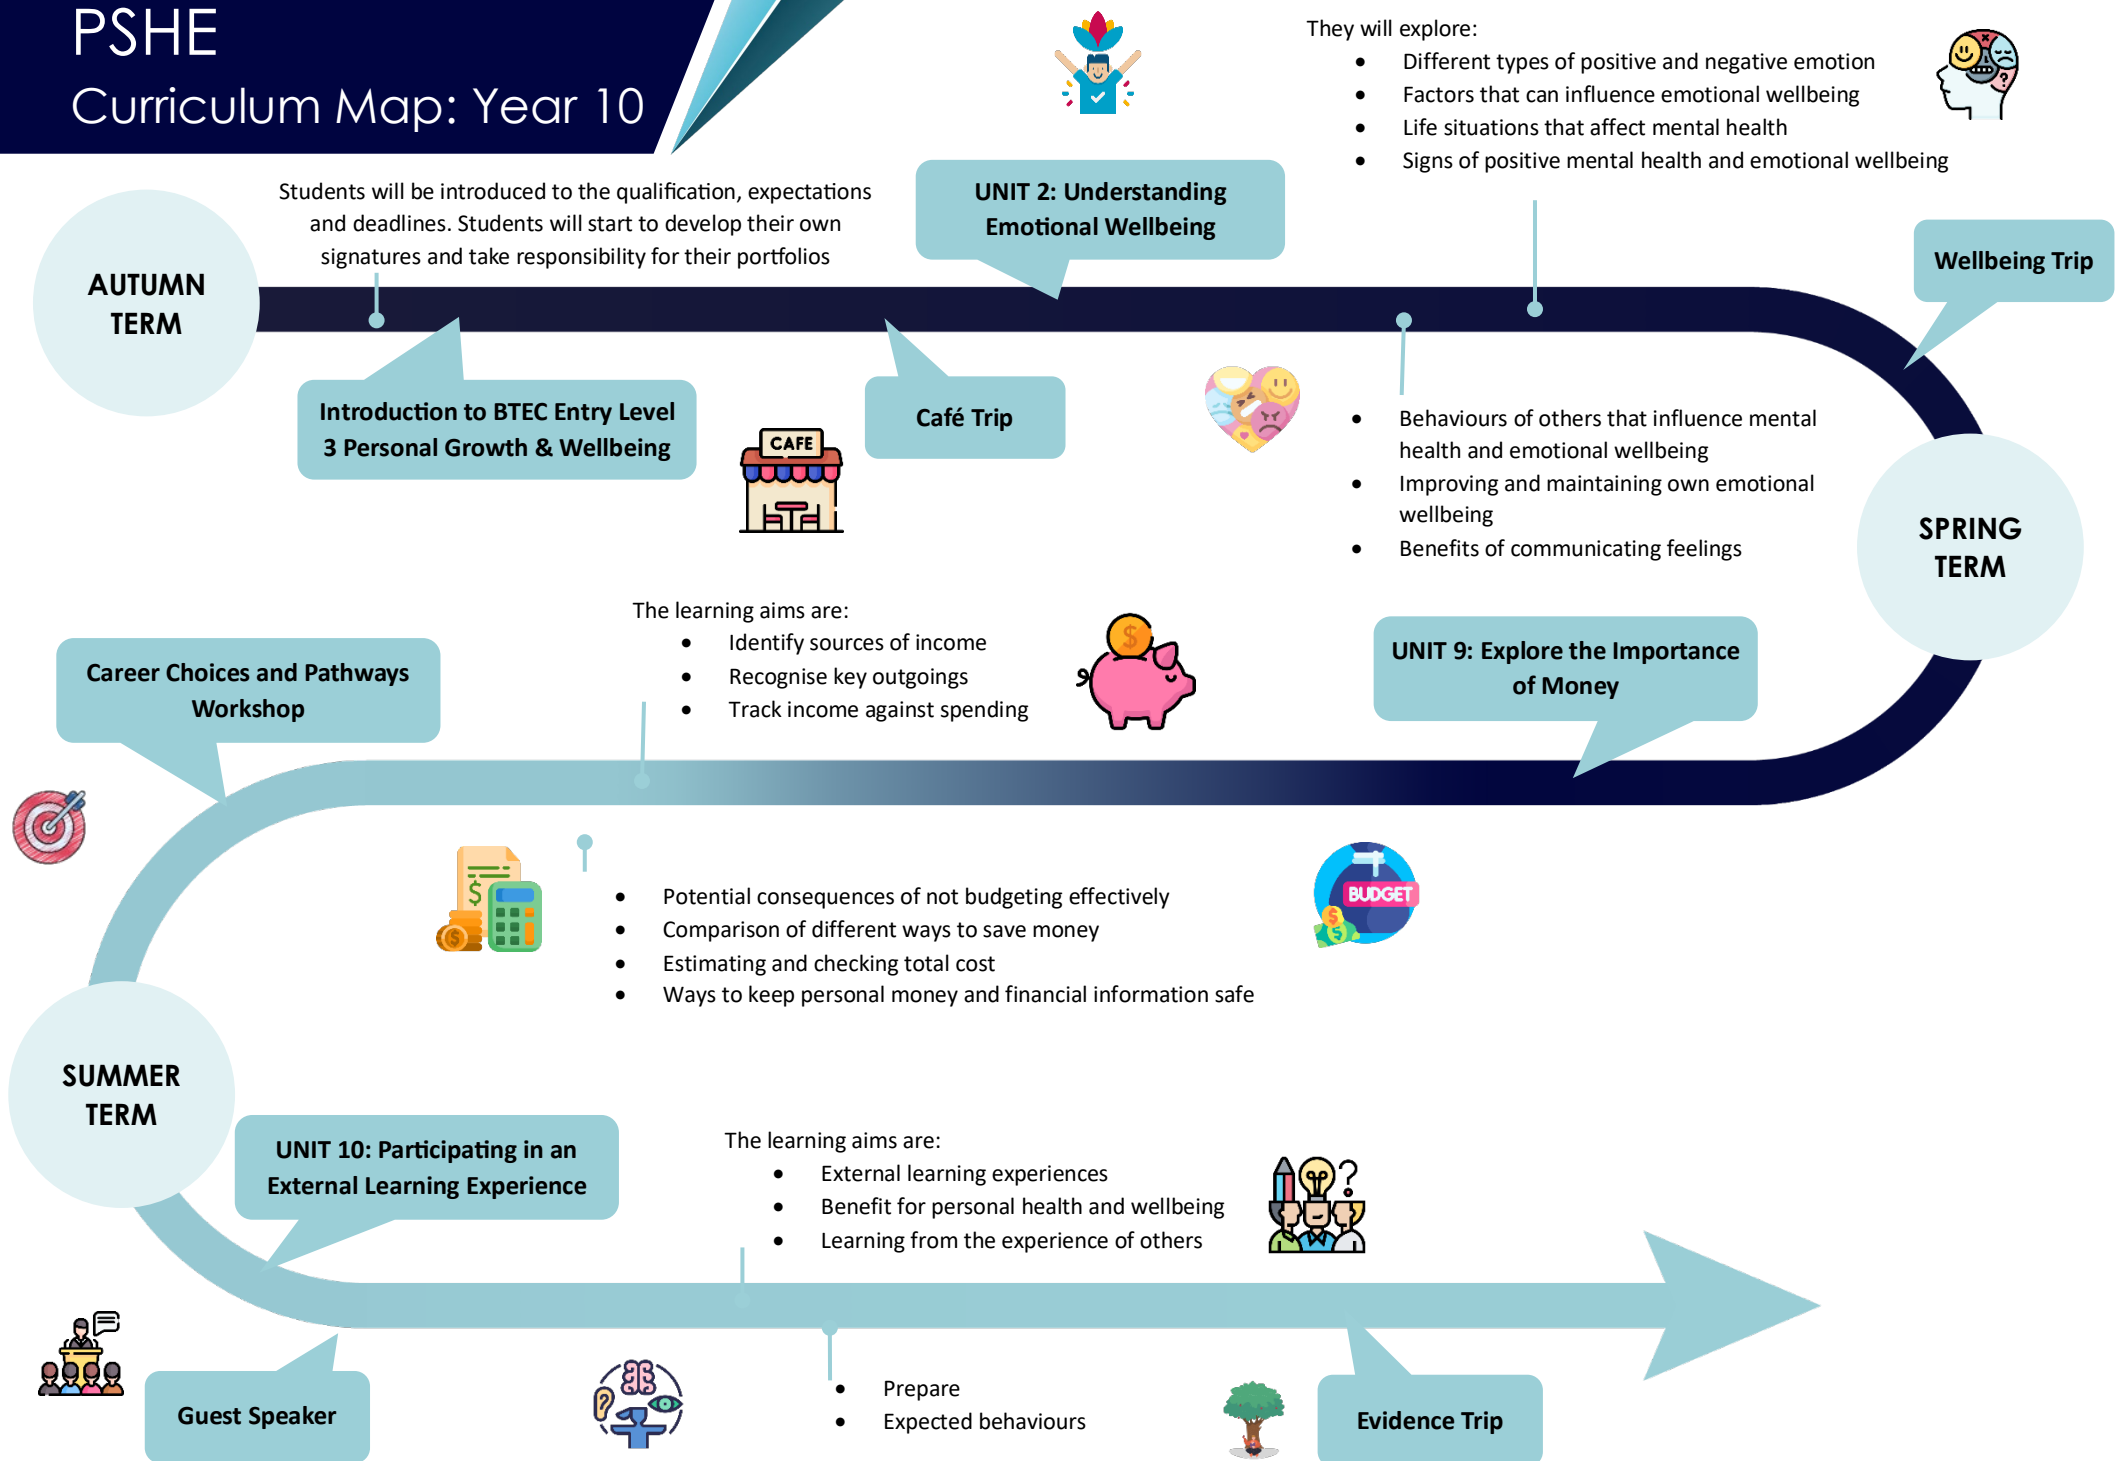 PSHE
Curriculum Map: Year 10
They will explore:
• Different types of positive and negative emotion
• Factors that can influence emotional wellbeing
• Life situations that affect mental health
• Signs of positive mental health and emotional wellbeing
Students will be introduced to the qualification, expectations
and deadlines. Students will start to develop their own
signatures and take responsibility for their portfolios
UNIT 2: Understanding
Emotional Wellbeing
Wellbeing Trip
AUTUMN
TERM
Introduction to BTEC Entry Level
3 Personal Growth & Wellbeing
CAFE
Café Trip
• Behaviours of others that influence mental
health and emotional wellbeing
• Improving and maintaining own emotional
wellbeing
• Benefits of communicating feelings
SPRING
TERM
UNIT 9: Explore the Importance
of Money
The learning aims are:
• Identify sources of income
• Recognise key outgoings
• Track income against spending
Career Choices and Pathways
Workshop
• Potential consequences of not budgeting effectively
• Comparison of different ways to save money
• Estimating and checking total cost
• Ways to keep personal money and financial information safe
BUDGET
SUMMER
TERM
UNIT 10: Participating in an
External Learning Experience
The learning aims are:
• External learning experiences
• Benefit for personal health and wellbeing
• Learning from the experience of others
Guest Speaker
• Prepare
• Expected behaviours
Evidence Trip